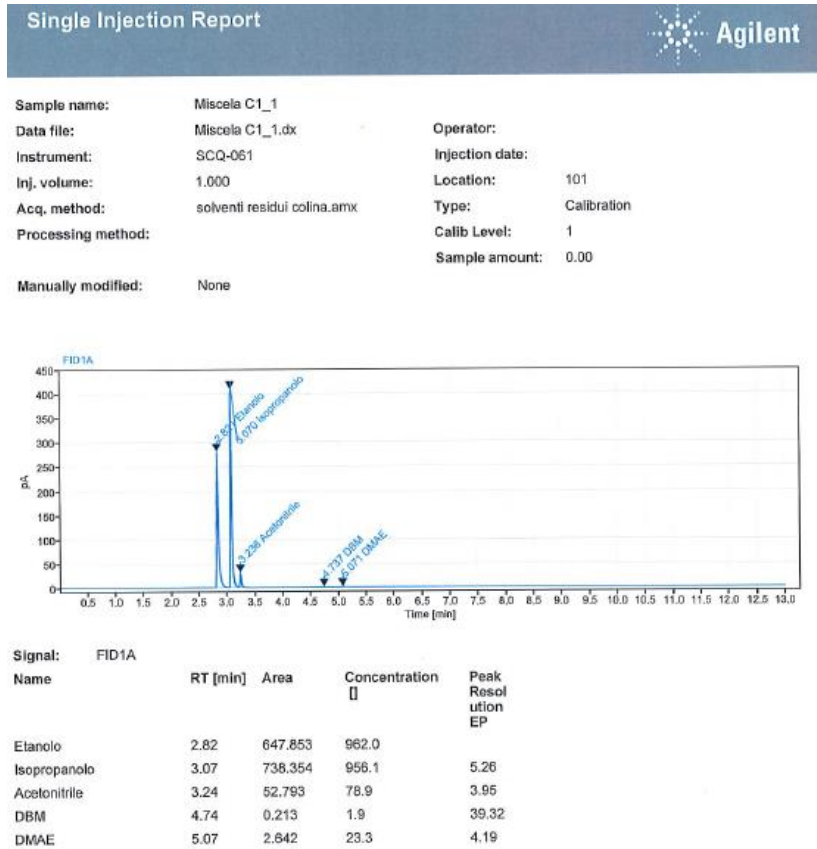 Single Injection Report
Agilent
Sample name: Miscela C1_1
Data file: Miscela C1_1.dx Operator:
Instrument: SCQ-061 Injection date:
Inj. volume: 1.000 Location: 101
Acq. method: solventi residui colina.amx Type: Calibration
Processing method: Calib Level: 1
Sample amount: 0.00
Manually modified: None
FID1A
450
400
350
300
250
200
150
100
50
0
pA
Etanolo
3.070 Isopropanolo
3.236 Acetonitrile
4.737 DBM
5.071 DMAE
0.5 1.0 1.5 2.0 2.5 3.0 3.5 4.0 4.5 5.0 5.5 6.0 6.5 7.0 7.5 8.0 8.5 9.0 9.5 10.0 10.5 11.0 11.5 12.0 12.5 13.0
Time [min]
Signal: FID1A
Name RT [min] Area Concentration Peak
[] Resol
ution
EP
Etanolo 2.82 647.853 962.0
Isopropanolo 3.07 738.354 956.1 5.26
Acetonitrile 3.24 52.793 78.9 3.95
DBM 4.74 0.213 1.9 39.32
DMAE 5.07 2.642 23.3 4.19